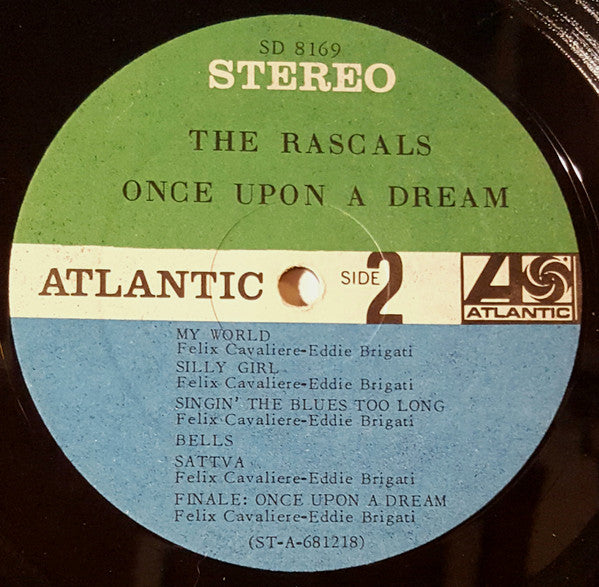 SD 8169
STEREO
THE RASCALS
ONCE UPON A DREAM
ATLANTIC
SIDE 2
ATLANTIC
MY WORLD
Felix Cavaliere-Eddie Brigati
SILLY GIRL
Felix Cavaliere-Eddie Brigati
SINGIN' THE BLUES TOO LONG
Felix Cavaliere-Eddie Brigati
BELLS
SATTVA
Felix Cavaliere-Eddie Brigati
FINALE: ONCE UPON A DREAM
Felix Cavaliere-Eddie Brigati
(ST-A-681218)